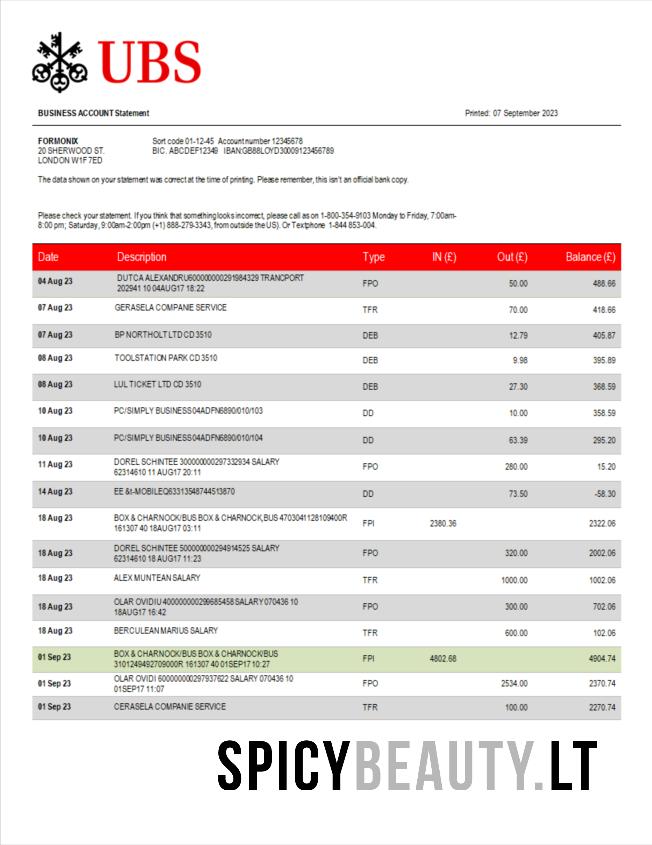 UBS
BUSINESS ACCOUNT Statement Printed: 07 September 2023
FORMONIX Sort code 01-12-45 Account number 12345678
20 SHERWOOD ST. BIC. ABCDEF12349 IBAN:GB88LOYD30009123456789
LONDON W1F 7ED
The data shown on your statement was correct at the time of printing. Please remember, this isn't an official bank copy.
Please check your statement. If you think that something looks incorrect, please call as on 1-800-354-9103 Monday to Friday, 7:00am-
8:00 pm; Saturday, 9:00am-2:00pm (+1) 888-279-3343, from outside the US). Or Textphone 1-844 853-004.
Date Description Type IN (£) Out (£) Balance (£)
04 Aug 23 DUTCA ALEXANDRU600000000291984329 TRANCPORT FPO 50.00 488.66
202941 10 04AUG17 18:22
07 Aug 23 GERASELA COMPANIE SERVICE TFR 70.00 418.66
07 Aug 23 BP NORTHOLT LTD CD 3510 DEB 12.79 405.87
08 Aug 23 TOOLSTATION PARK CD 3510 DEB 9.98 395.89
08 Aug 23 LUL TICKET LTD CD 3510 DEB 27.30 368.59
10 Aug 23 PC/SIMPLY BUSINESS04ADFN6890/010/103 DD 10.00 358.59
10 Aug 23 PC/SIMPLY BUSINESS04ADFN6890/010/104 DD 63.39 295.20
11 Aug 23 DOREL SCHINTEE 300000000297332934 SALARY FPO 280.00 15.20
62314610 11 AUG17 20:11
14 Aug 23 EE &t-MOBILEQ63313548744513870 DD 73.50 -58.30
18 Aug 23 BOX & CHARNOCK/BUS BOX & CHARNOCK,BUS 4703041128109400R FPI 2380.36 2322.06
161307 40 18AUG17 03:11
18 Aug 23 DOREL SCHINTEE 500000000294914525 SALARY FPO 320.00 2002.06
62314610 18 AUG17 11:23
18 Aug 23 ALEX MUNTEAN SALARY TFR 1000.00 1002.06
18 Aug 23 OLAR OVIDIU 400000000299685458 SALARY 070436 10 FPO 300.00 702.06
18AUG17 16:42
18 Aug 23 BERCULEAN MARIUS SALARY TFR 600.00 102.06
01 Sep 23 BOX & CHARNOCK/BUS BOX & CHARNOCK/BUS FPI 4802.68 4904.74
3101249492709000R 161307 40 01SEP17 10:27
01 Sep 23 OLAR OVIDI 600000000297937622 SALARY 070436 10 FPO 2534.00 2370.74
01SEP17 11:07
01 Sep 23 CERASELA COMPANIE SERVICE TFR 100.00 2270.74
SPICYBEAUTY.LT